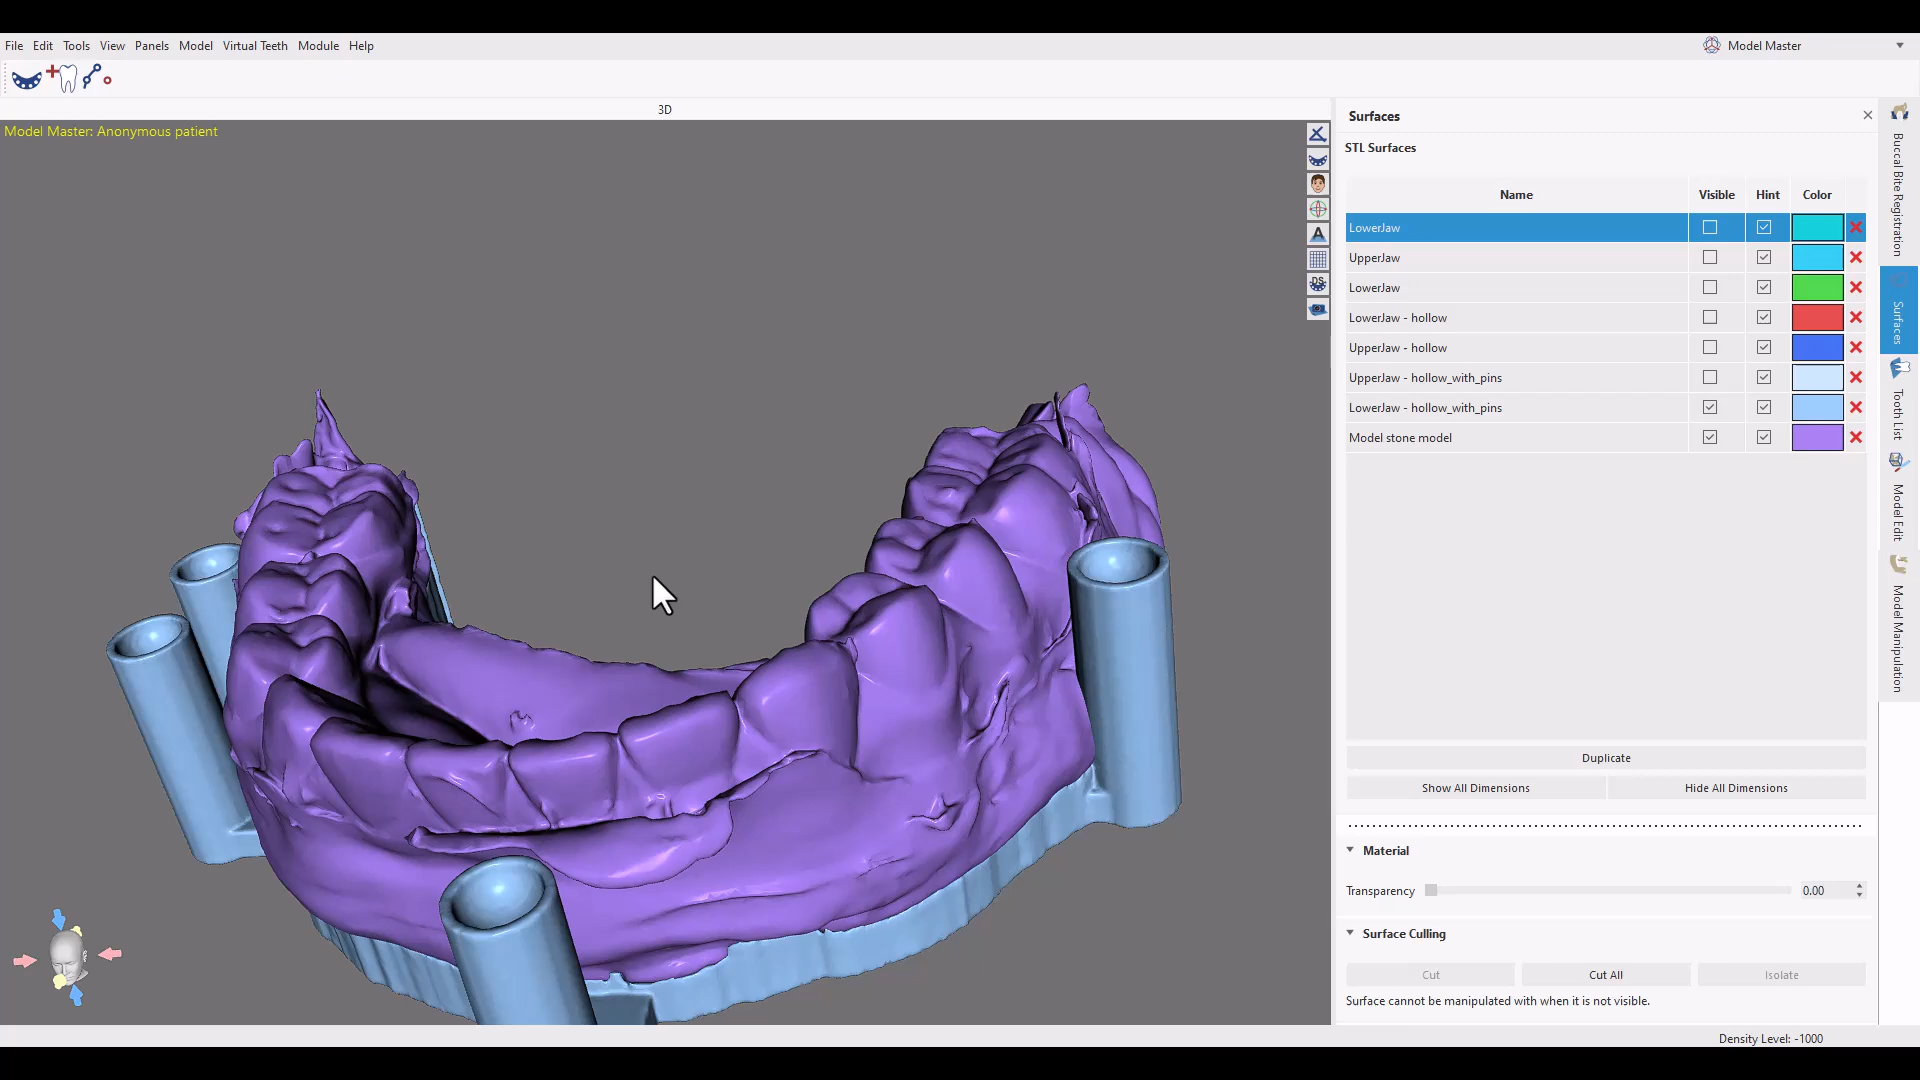 File Edit Tools View Panels Model Virtual Teeth Module Help
Model Master
3D
Model Master: Anonymous patient
A
DS
Surfaces
STL Surfaces
Name Visible Hint Color
LowerJaw
UpperJaw
LowerJaw
LowerJaw - hollow
UpperJaw - hollow
UpperJaw - hollow_with_pins
LowerJaw - hollow_with_pins
Model stone model
Duplicate
Show All Dimensions Hide All Dimensions
Material
Transparency 0.00
Surface Culling
Cut Cut All Isolate
Surface cannot be manipulated with when it is not visible.
Buccal Bite Registration
Surfaces
Tooth List
Model Edit
Model Manipulation
Density Level: -1000